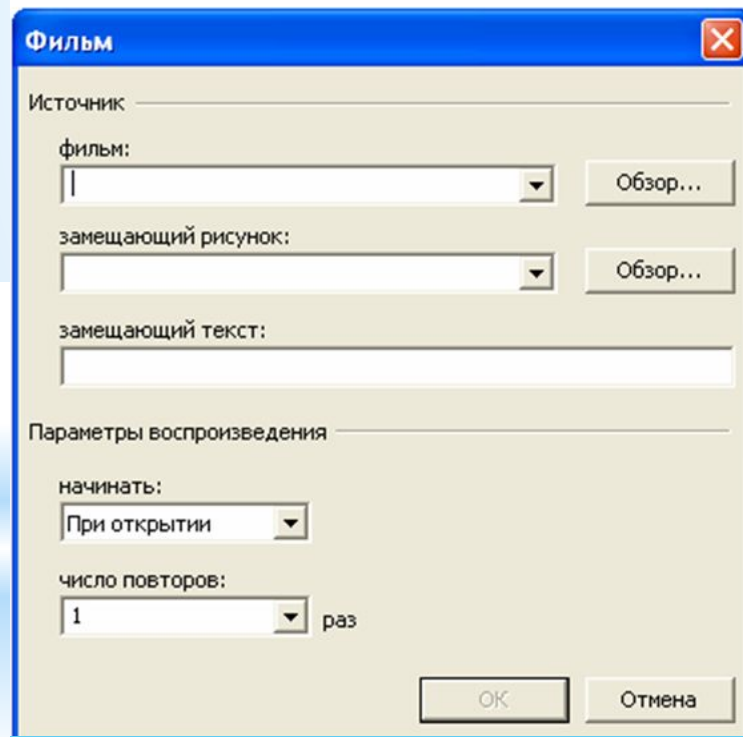 Фильм
Источник
фильм:
Обзор...
замещающий рисунок:
Обзор...
замещающий текст:
Параметры воспроизведения
начинать:
При открытии
число повторов:
1 раз
ОК Отмена